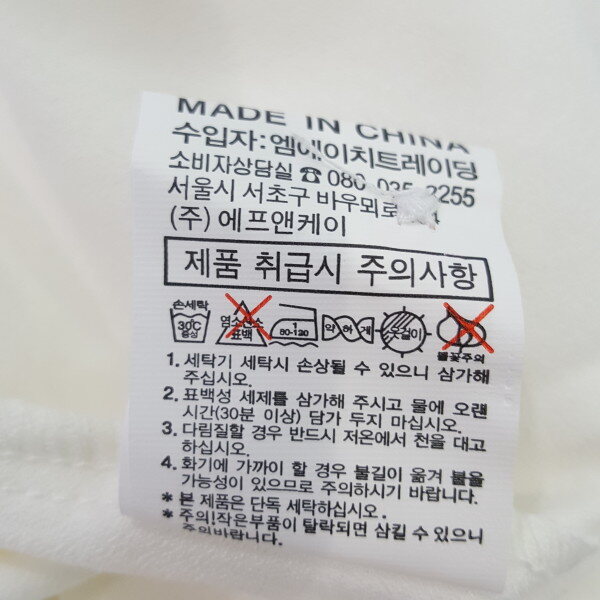 MADE IN CHINA
수입자:엠에이치트레이딩
소비자상담실 ☎ 080 035 2255
서울시 서초구 바우뫼로
(주) 에프앤케이
제품 취급시 주의사항
손세탁
30℃
중성
염소산소
표백
1
80-120
약하게
옷걸이
불꽃주의
1. 세탁기 세탁시 손상될 수 있으니 삼가해
주십시오.
2. 표백성 세제를 삼가해 주시고 물에 오랜
시간(30분 이상) 담가 두지 마십시오.
3. 다림질할 경우 반드시 저온에서 천을 대고
하십시오.
4. 화기에 가까이 할 경우 불길이 옮겨 붙을
가능성이 있으므로 주의하시기 바랍니다.
* 본 제품은 단독 세탁하십시오.
* 주의!작은부품이 탈락되면 삼킬 수 있으니
주의바랍니다.